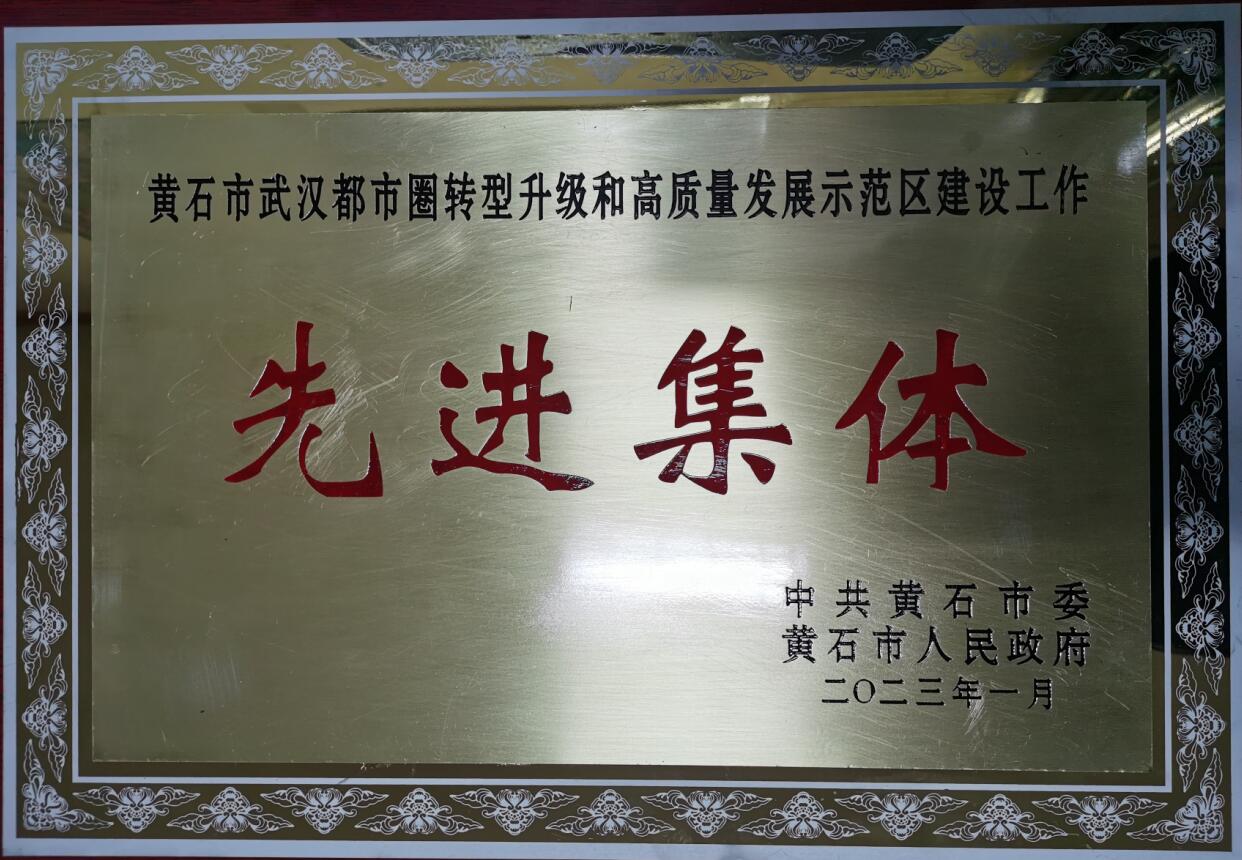 黄石市武汉都市圈转型升级和高质量发展示范区建设工作
先进集体
中共黄石市委
黄石市人民政府
二〇二三年一月